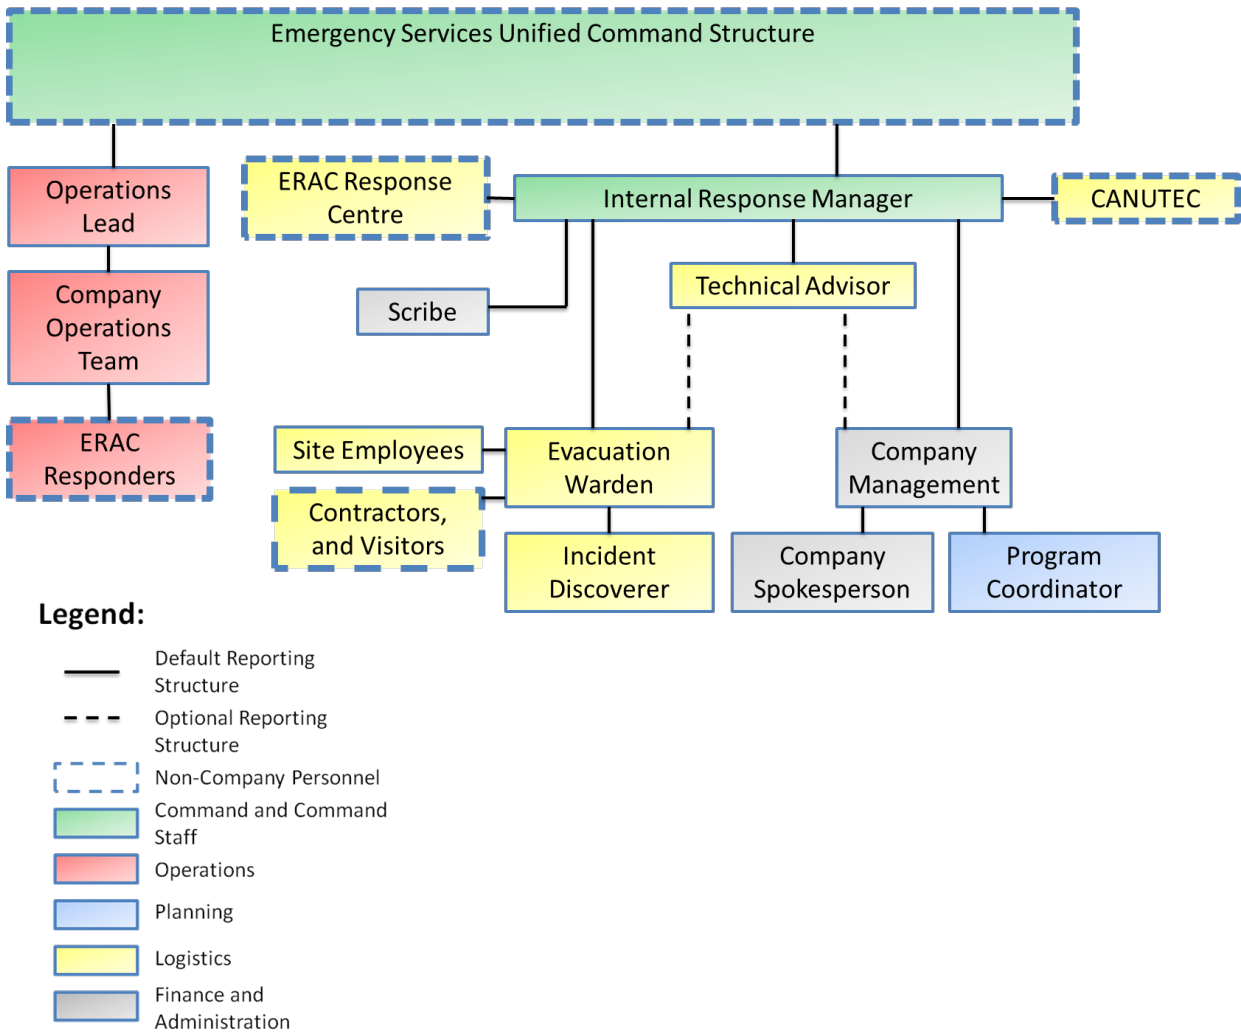 Emergency Services Unified Command Structure
Operations
Lead
ERAC Response
Centre
Internal Response Manager
CANUTEC
Company
Operations
Team
Scribe
Technical Advisor
ERAC
Responders
Site Employees
Evacuation
Warden
Company
Management
Contractors,
and Visitors
Incident
Discoverer
Company
Spokesperson
Program
Coordinator
Legend:
Default Reporting
Structure
Optional Reporting
Structure
Non-Company Personnel
Command and Command
Staff
Operations
Planning
Logistics
Finance and
Administration